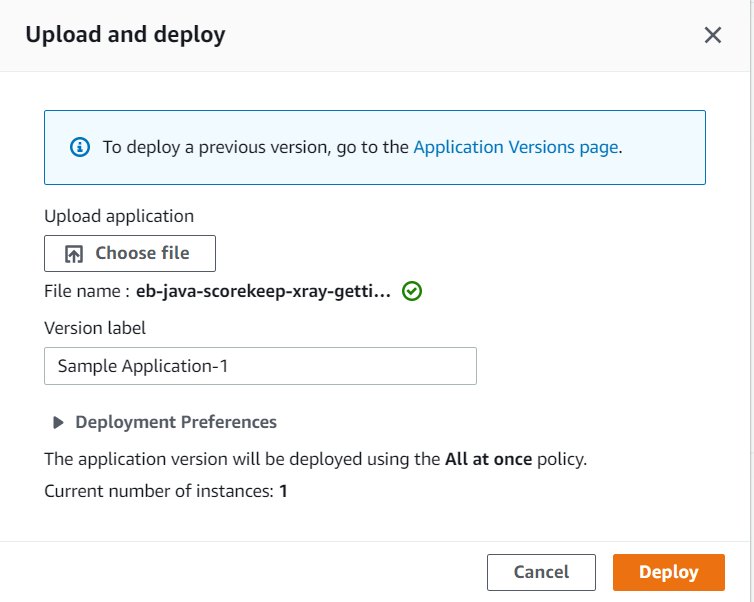 Upload and deploy
To deploy a previous version, go to the Application Versions page.
Upload application
Choose file
File name : eb-java-scorekeep-xray-getti...
Version label
Sample Application-1
Deployment Preferences
The application version will be deployed using the All at once policy.
Current number of instances: 1
Cancel
Deploy